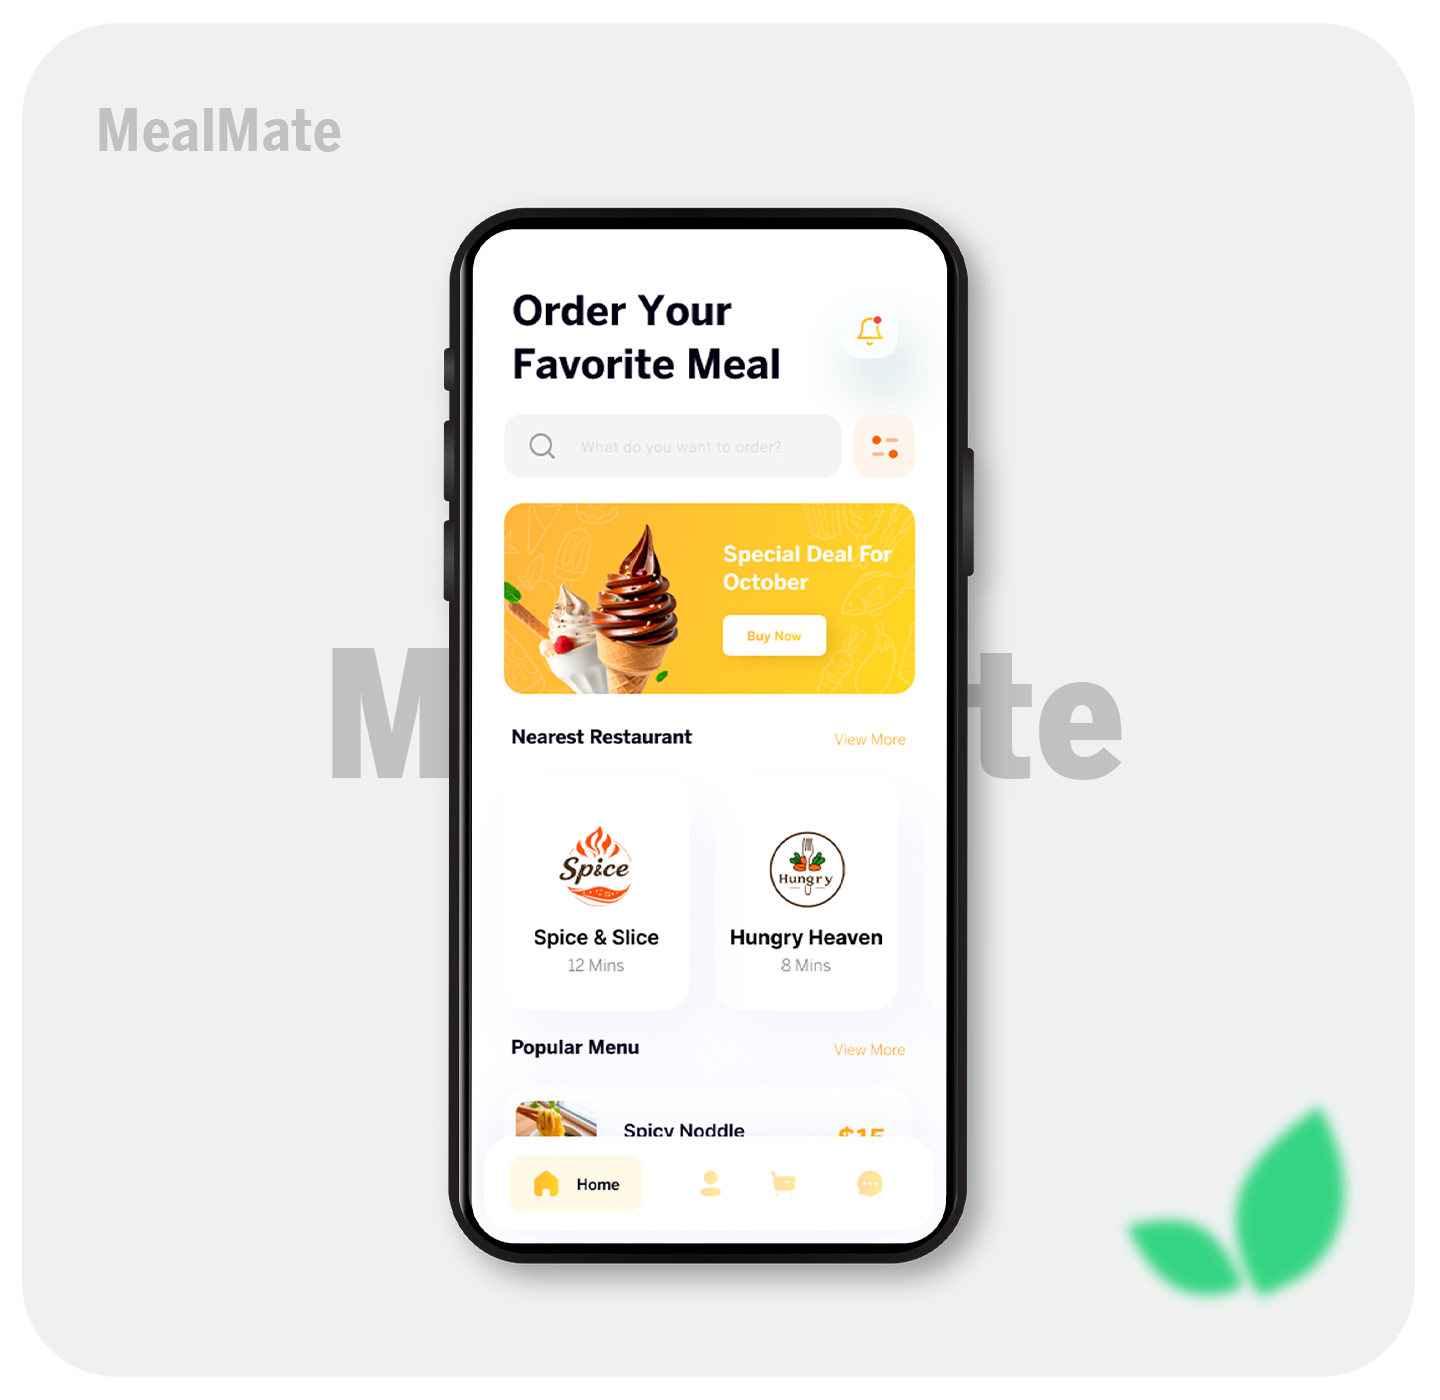 MealMate
Order Your
Favorite Meal
What do you want to order?
Special Deal For
October
Buy Now
M
te
Nearest Restaurant
View More
Spice
Hungry
Spice & Slice
Hungry Heaven
12 Mins
8 Mins
Popular Menu
View More
Spicy Noddle
$15
Home